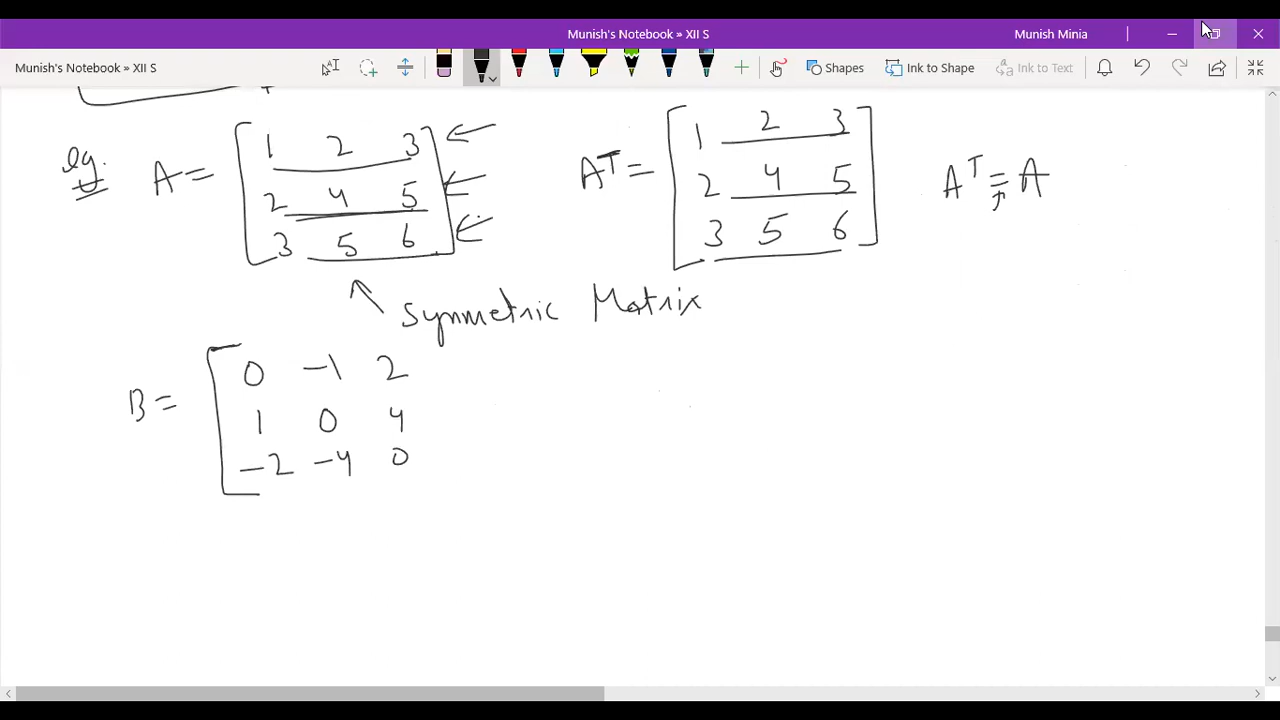 Munish's Notebook » XII S
Munish Minia
Munish's Notebook » XII S
Shapes
Ink to Shape
Ink to Text
eg. A = [1 2 3
2 4 5
3 5 6]
A^T = [1 2 3
2 4 5
3 5 6]
A^T = A
Symmetric Matrix
B = [0 -1 2
1 0 4
-2 -4 0